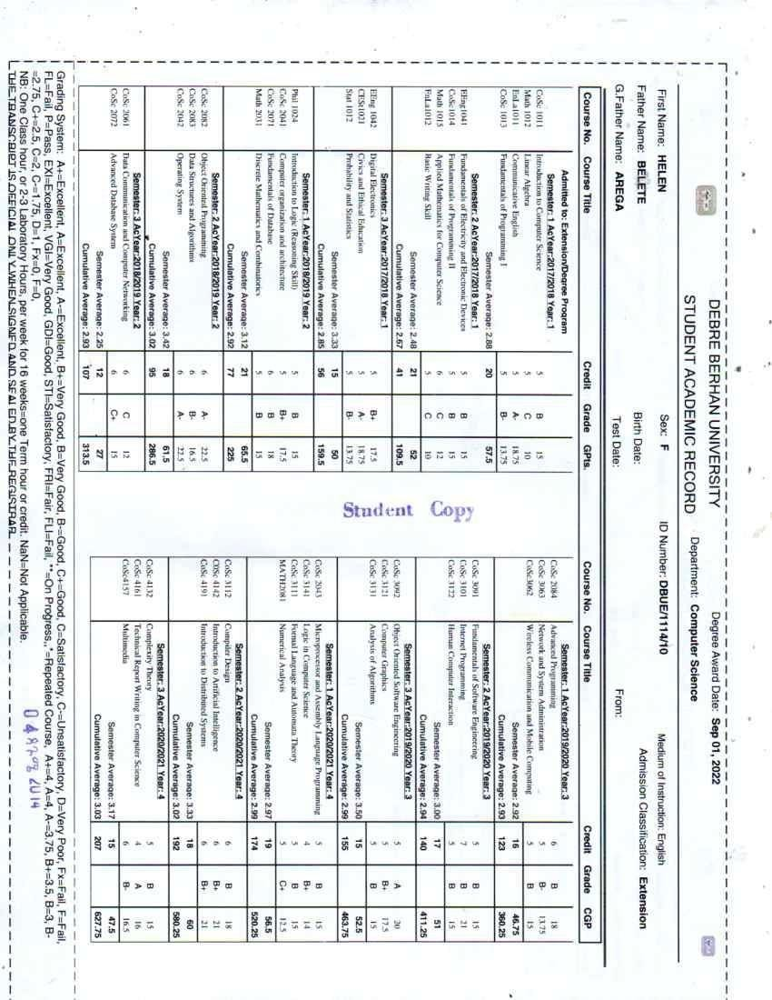 DEBRE BERHAN UNIVERSITY
STUDENT ACADEMIC RECORD
Degree Award Date: Sep 01, 2022
Department: Computer Science
First Name: HELEN Sex: F ID Number: DBUE/1114/10 Medium of Instruction: English
Father Name: BELETE Birth Date: Admission Classification: Extension
G.Father Name: AREGA Test Date: From:
Course No. Course Title Credit Grade GPts.
Admitted to: Extension/Degree Program
Semester: 1 AcYear:2017/2018 Year: 1
CoSc 1011 Introduction to Computer Science 5 B 15
Math 1012 Linear Algebra 5 C 10
EnLa1011 Communicative English 5 A- 18.75
CoSc 1013 Fundamentals of Programming I 5 B- 13.75
Semester Average: 2.88 20 57.5
Semester: 2 AcYear:2017/2018 Year: 1
EEng1041 Fundamentals of Electricity and Electronic Devices 5 B 15
CoSc1014 Fundamentals of Programming II 5 B 15
Math 1015 Applied Mathematics for Computer Science 6 C 12
EnLa1012 Basic Writing Skill 5 C 10
Semester Average: 2.48 21 52
Cumulative Average: 2.67 41 109.5
Semester: 3 AcYear:2017/2018 Year: 1
EEng 1042 Digital Electronics 5 B+ 17.5
CESt1021 Civics and Ethical Education 5 A- 18.75
Stat 1012 Probability and Statistics 5 B- 13.75
Semester Average: 3.33 15 50
Cumulative Average: 2.85 56 159.5
Semester: 1 AcYear:2018/2019 Year: 2
Phil 1024 Introduction to Logic (Reasoning Skill) 5 B 15
CoSc 2041 Computer organization and architecture 5 B+ 17.5
CoSc 2071 Fundamentals of Database 6 B 18
Math 2031 Discrete Mathematics and Combinatorics 5 B 15
Semester Average: 3.12 21 65.5
Cumulative Average: 2.92 77 225
Semester: 2 AcYear:2018/2019 Year: 2
CoSc 2082 Object Oriented Programming 6 A- 22.5
CoSc 2083 Data Structures and Algorithms 6 B- 16.5
CoSc 2042 Operating System 6 A- 22.5
Semester Average: 3.42 18 61.5
Cumulative Average: 3.02 95 286.5
Semester: 3 AcYear:2018/2019 Year: 2
CoSc 2061 Data Communication and Computer Networking 6 C 12
CoSc 2072 Advanced Database System 6 C+ 15
Semester Average: 2.25 12 27
Cumulative Average: 2.93 107 313.5
Student Copy
Course No. Course Title Credit Grade CGP
Semester: 1 AcYear:2019/2020 Year: 3
CoSc 2084 Advanced Programming 6 B 18
CoSc 3063 Network and System Administration 5 B- 13.75
CoSc3062 Wireless Communication and Mobile Computing 5 B 15
Semester Average: 2.92 16 46.75
Cumulative Average: 2.93 123 360.25
Semester: 2 AcYear:2019/2020 Year: 3
CoSc 3091 Fundamentals of Software Engineering 5 B 15
CoSc 3101 Internet Programming 7 B 21
CoSc 3122 Human Computer Interaction 5 B 15
Semester Average: 3.00 17 51
Cumulative Average: 2.94 140 411.25
Semester: 3 AcYear:2019/2020 Year: 3
CoSc 3092 Object Oriented Software Engineering 5 A 20
CoSc 3121 Computer Graphics 5 B+ 17.5
CoSc 3131 Analysis of Algorithms 5 B 15
Semester Average: 3.50 15 52.5
Cumulative Average: 2.99 155 463.75
Semester: 1 AcYear:2020/2021 Year: 4
CoSc 2043 Microprocessor and Assembly Language Programming 5 B 15
CoSc 3141 Logic in Computer Science 4 B+ 14
CoSc 3111 Formal Language and Automata Theory 5 B 15
MATH2081 Numerical Analysis 5 C+ 12.5
Semester Average: 2.97 19 56.5
Cumulative Average: 2.99 174 520.25
Semester: 2 AcYear:2020/2021 Year: 4
CoSc 3112 Compiler Design 6 B 18
COSc 4142 Introduction to Artificial Intelligence 6 B+ 21
CoSc 4191 Introduction to Distributed Systems 6 B+ 21
Semester Average: 3.33 18 60
Cumulative Average: 3.02 192 580.25
Semester: 3 AcYear:2020/2021 Year: 4
CoSc 4132 Complexity Theory 5 B 15
CoSc 4161 Technical Report Writing in Computer Science 4 A 16
CoSc4157 Multimedia 6 B- 16.5
Semester Average: 3.17 15 47.5
Cumulative Average: 3.03 207 627.75
Grading System: A+=Excellent, A=Excellent, A-=Excellent, B+=Very Good, B=Very Good, B-=Good, C+=Good, C=Satisfactory, C-=Unsatisfactory, D=Very Poor, Fx=Fail, F=Fail,
FL=Fail, P=Pass, EX!=Excellent, VG!=Very Good, GD!=Good, ST!=Satisfactory, FR!=Fair, FL!=Fail, **=On Progress,, *=Repeated Course, A+=4, A=4, A-=3.75, B+=3.5, B=3, B-
=2.75, C+=2.5, C=2, C-=1.75, D=1, Fx=0, F=0,
NB: One Class hour, or 2-3 Laboratory Hours, per week for 16 weeks=one Term hour or credit. NaN=Not Applicable.
THE TRANSCRIPT IS OFFICIAL ONLY WHEN SIGNED AND SEALED BY THE REGISTRAR